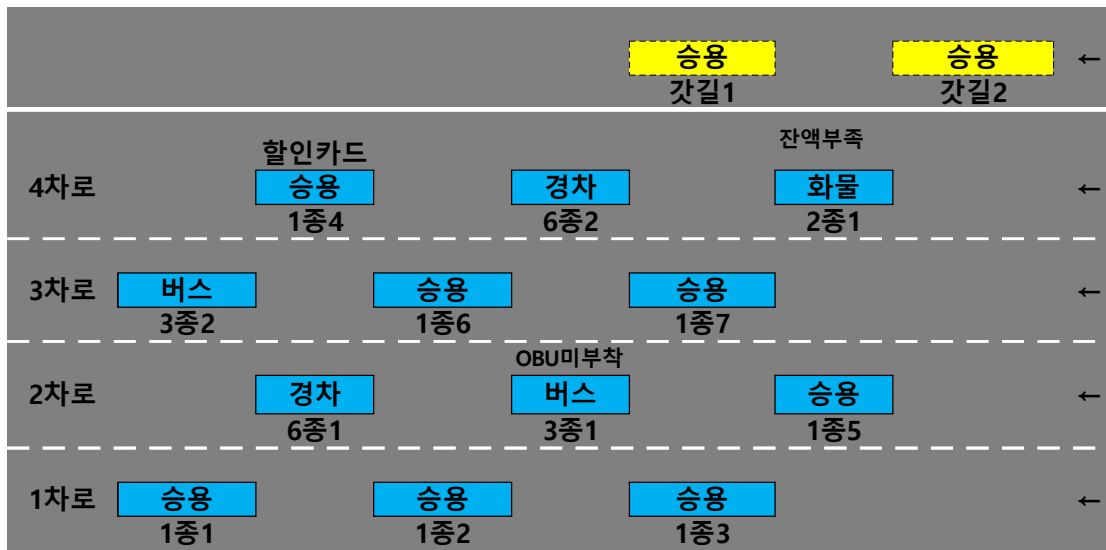 승용 승용 ←
갓길1 갓길2
할인카드 잔액부족
4차로 승용 경차 화물 ←
1종4 6종2 2종1
3차로 버스 승용 승용 ←
3종2 1종6 1종7
OBU미부착
2차로 경차 버스 승용 ←
6종1 3종1 1종5
1차로 승용 승용 승용 ←
1종1 1종2 1종3